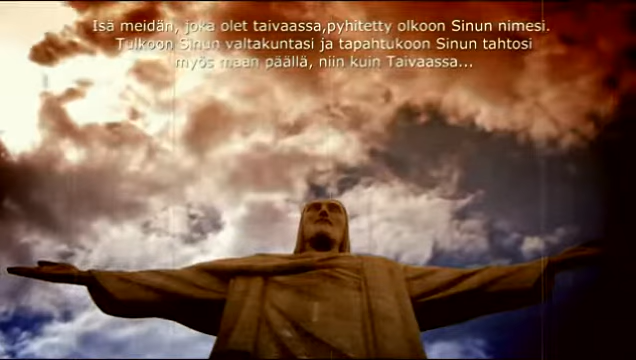 Isä meidän, joka olet taivaassa,pyhitetty olkoon Sinun nimesi.
Tulkoon Sinun valtakuntasi ja tapahtukoon Sinun tahtosi
myös maan päällä, niin kuin Taivaassa...